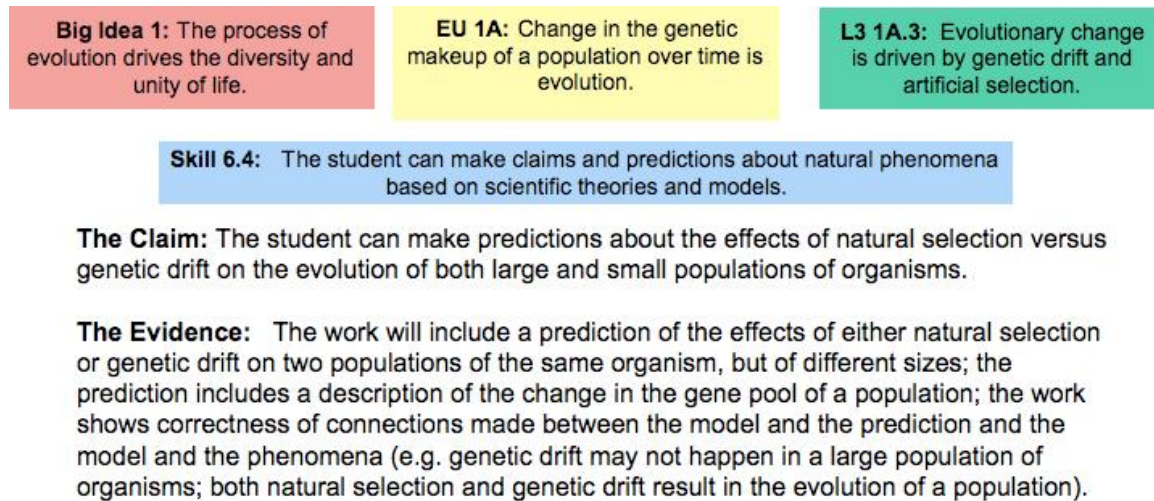 Big Idea 1: The process of
evolution drives the diversity and
unity of life.
EU 1A: Change in the genetic
makeup of a population over time is
evolution.
L3 1A.3: Evolutionary change
is driven by genetic drift and
artificial selection.
Skill 6.4: The student can make claims and predictions about natural phenomena
based on scientific theories and models.
The Claim: The student can make predictions about the effects of natural selection versus
genetic drift on the evolution of both large and small populations of organisms.
The Evidence: The work will include a prediction of the effects of either natural selection
or genetic drift on two populations of the same organism, but of different sizes; the
prediction includes a description of the change in the gene pool of a population; the work
shows correctness of connections made between the model and the prediction and the
model and the phenomena (e.g. genetic drift may not happen in a large population of
organisms; both natural selection and genetic drift result in the evolution of a population).